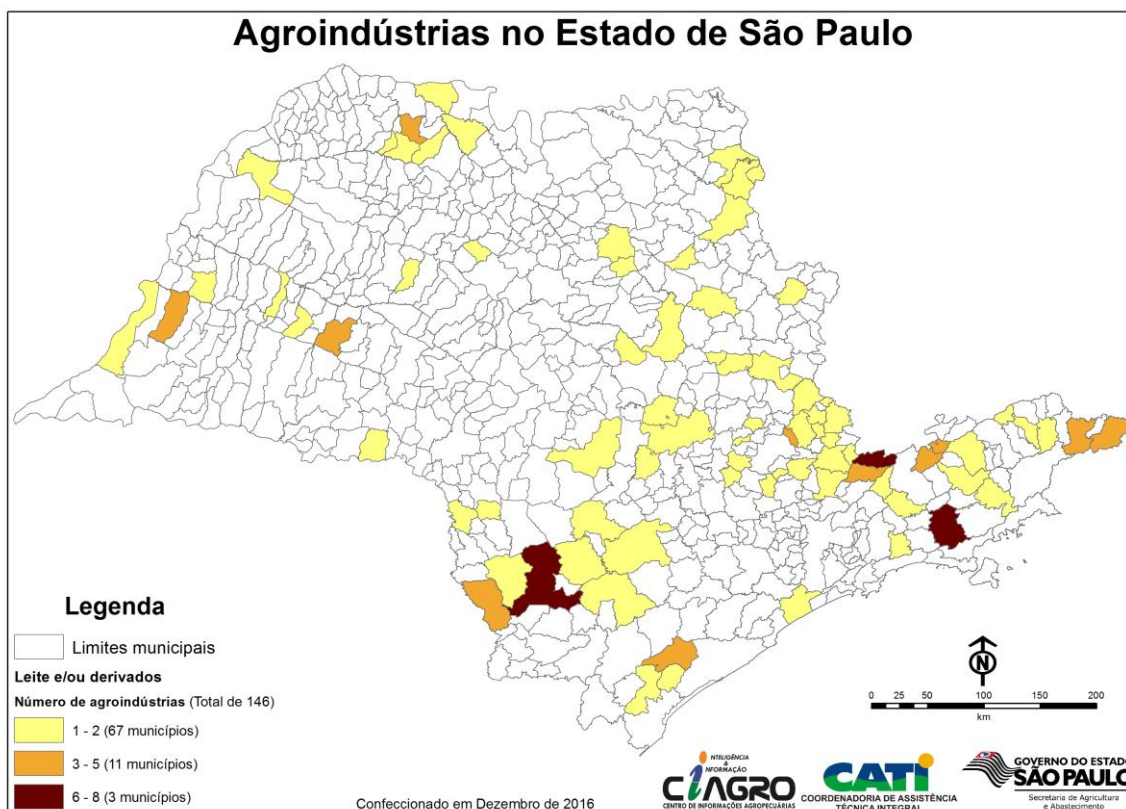 Agroindústrias no Estado de São Paulo
Legenda
Limites municipais
Leite e/ou derivados
Número de agroindústrias (Total de 146)
1 - 2 (67 municípios)
3 - 5 (11 municípios)
6 - 8 (3 municípios)
Confeccionado em Dezembro de 2016
N
0 25 50 100 150 200
km
INTELIGÊNCIA
&
INFORMAÇÃO
CIAGRO
CENTRO DE INFORMAÇÕES AGROPECUÁRIAS
CATI
COORDENADORIA DE ASSISTÊNCIA
TÉCNICA INTEGRAL
GOVERNO DO ESTADO
SÃO PAULO
Secretaria de Agricultura
e Abastecimento